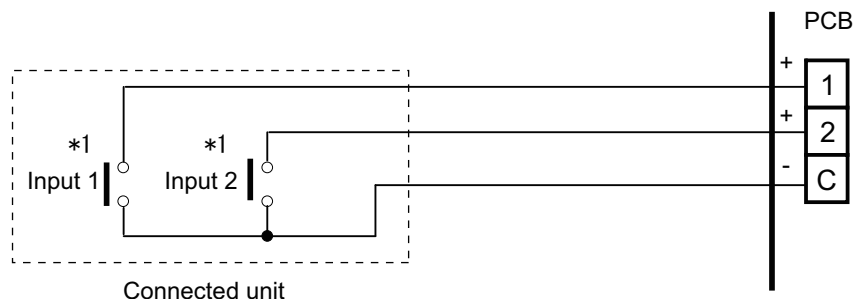 PCB
+
1
*1
*1
+
2
Input 1
Input 2
-
C
Connected unit